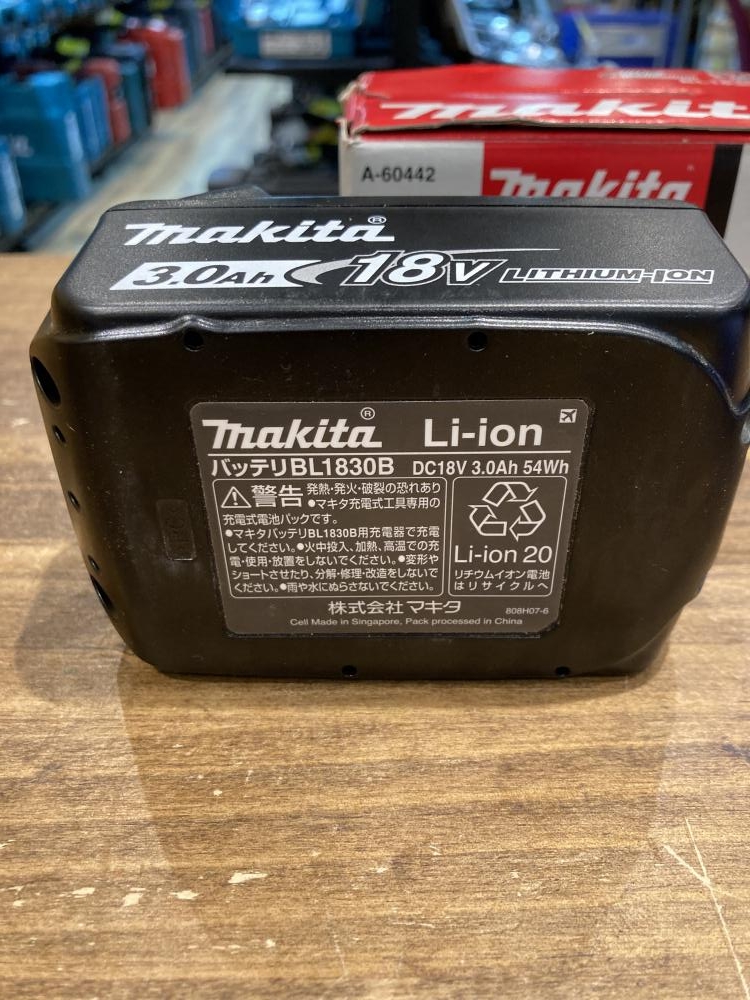 makita
A-60442
makita
makita®
3.0Ah 18V LITHIUM-ION
makita® Li-ion
バッテリBL1830B DC18V 3.0Ah 54Wh
警告 発熱・発火・破裂の恐れあり
●マキタ充電式工具専用の
充電式電池パックです。
●マキタバッテリBL1830B用充電器で充電
してください。●火中投入、加熱、高温での充
電・使用・放置をしないでください。●変形や
ショートさせたり、分解・修理・改造をしないで
ください。●雨や水にぬらさないでください。
Li-ion 20
リチウムイオン電池
はリサイクルへ
株式会社マキタ
808H07-6
Cell Made in Singapore, Pack processed in China